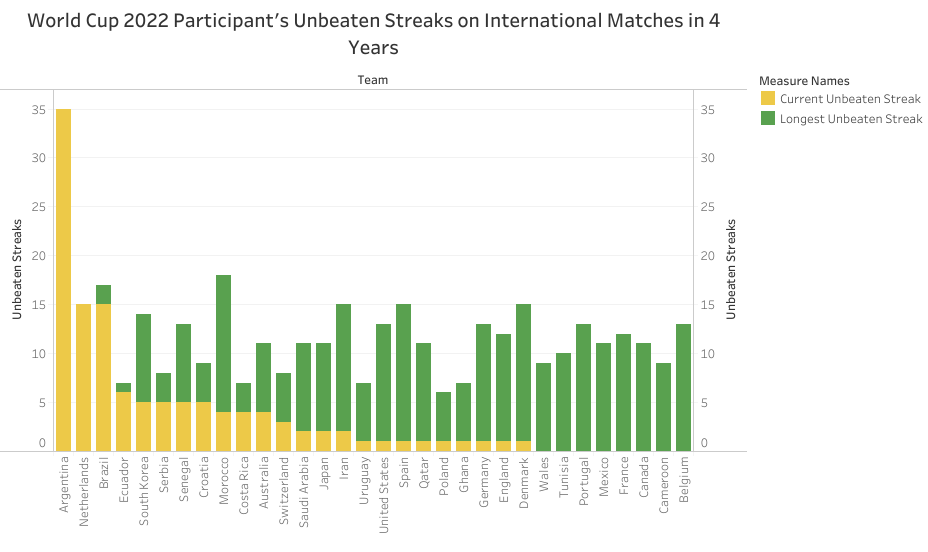 World Cup 2022 Participant's Unbeaten Streaks on International Matches in 4
Years
Team
Measure Names
Current Unbeaten Streak
Longest Unbeaten Streak
Unbeaten Streaks
35
30
25
20
15
10
5
0
35
30
25
20
15
10
5
0
Unbeaten Streaks
Argentina
Netherlands
Brazil
Ecuador
South Korea
Serbia
Senegal
Croatia
Morocco
Costa Rica
Australia
Switzerland
Saudi Arabia
Japan
Iran
Uruguay
United States
Spain
Qatar
Poland
Ghana
Germany
England
Denmark
Wales
Tunisia
Portugal
Mexico
France
Canada
Cameroon
Belgium